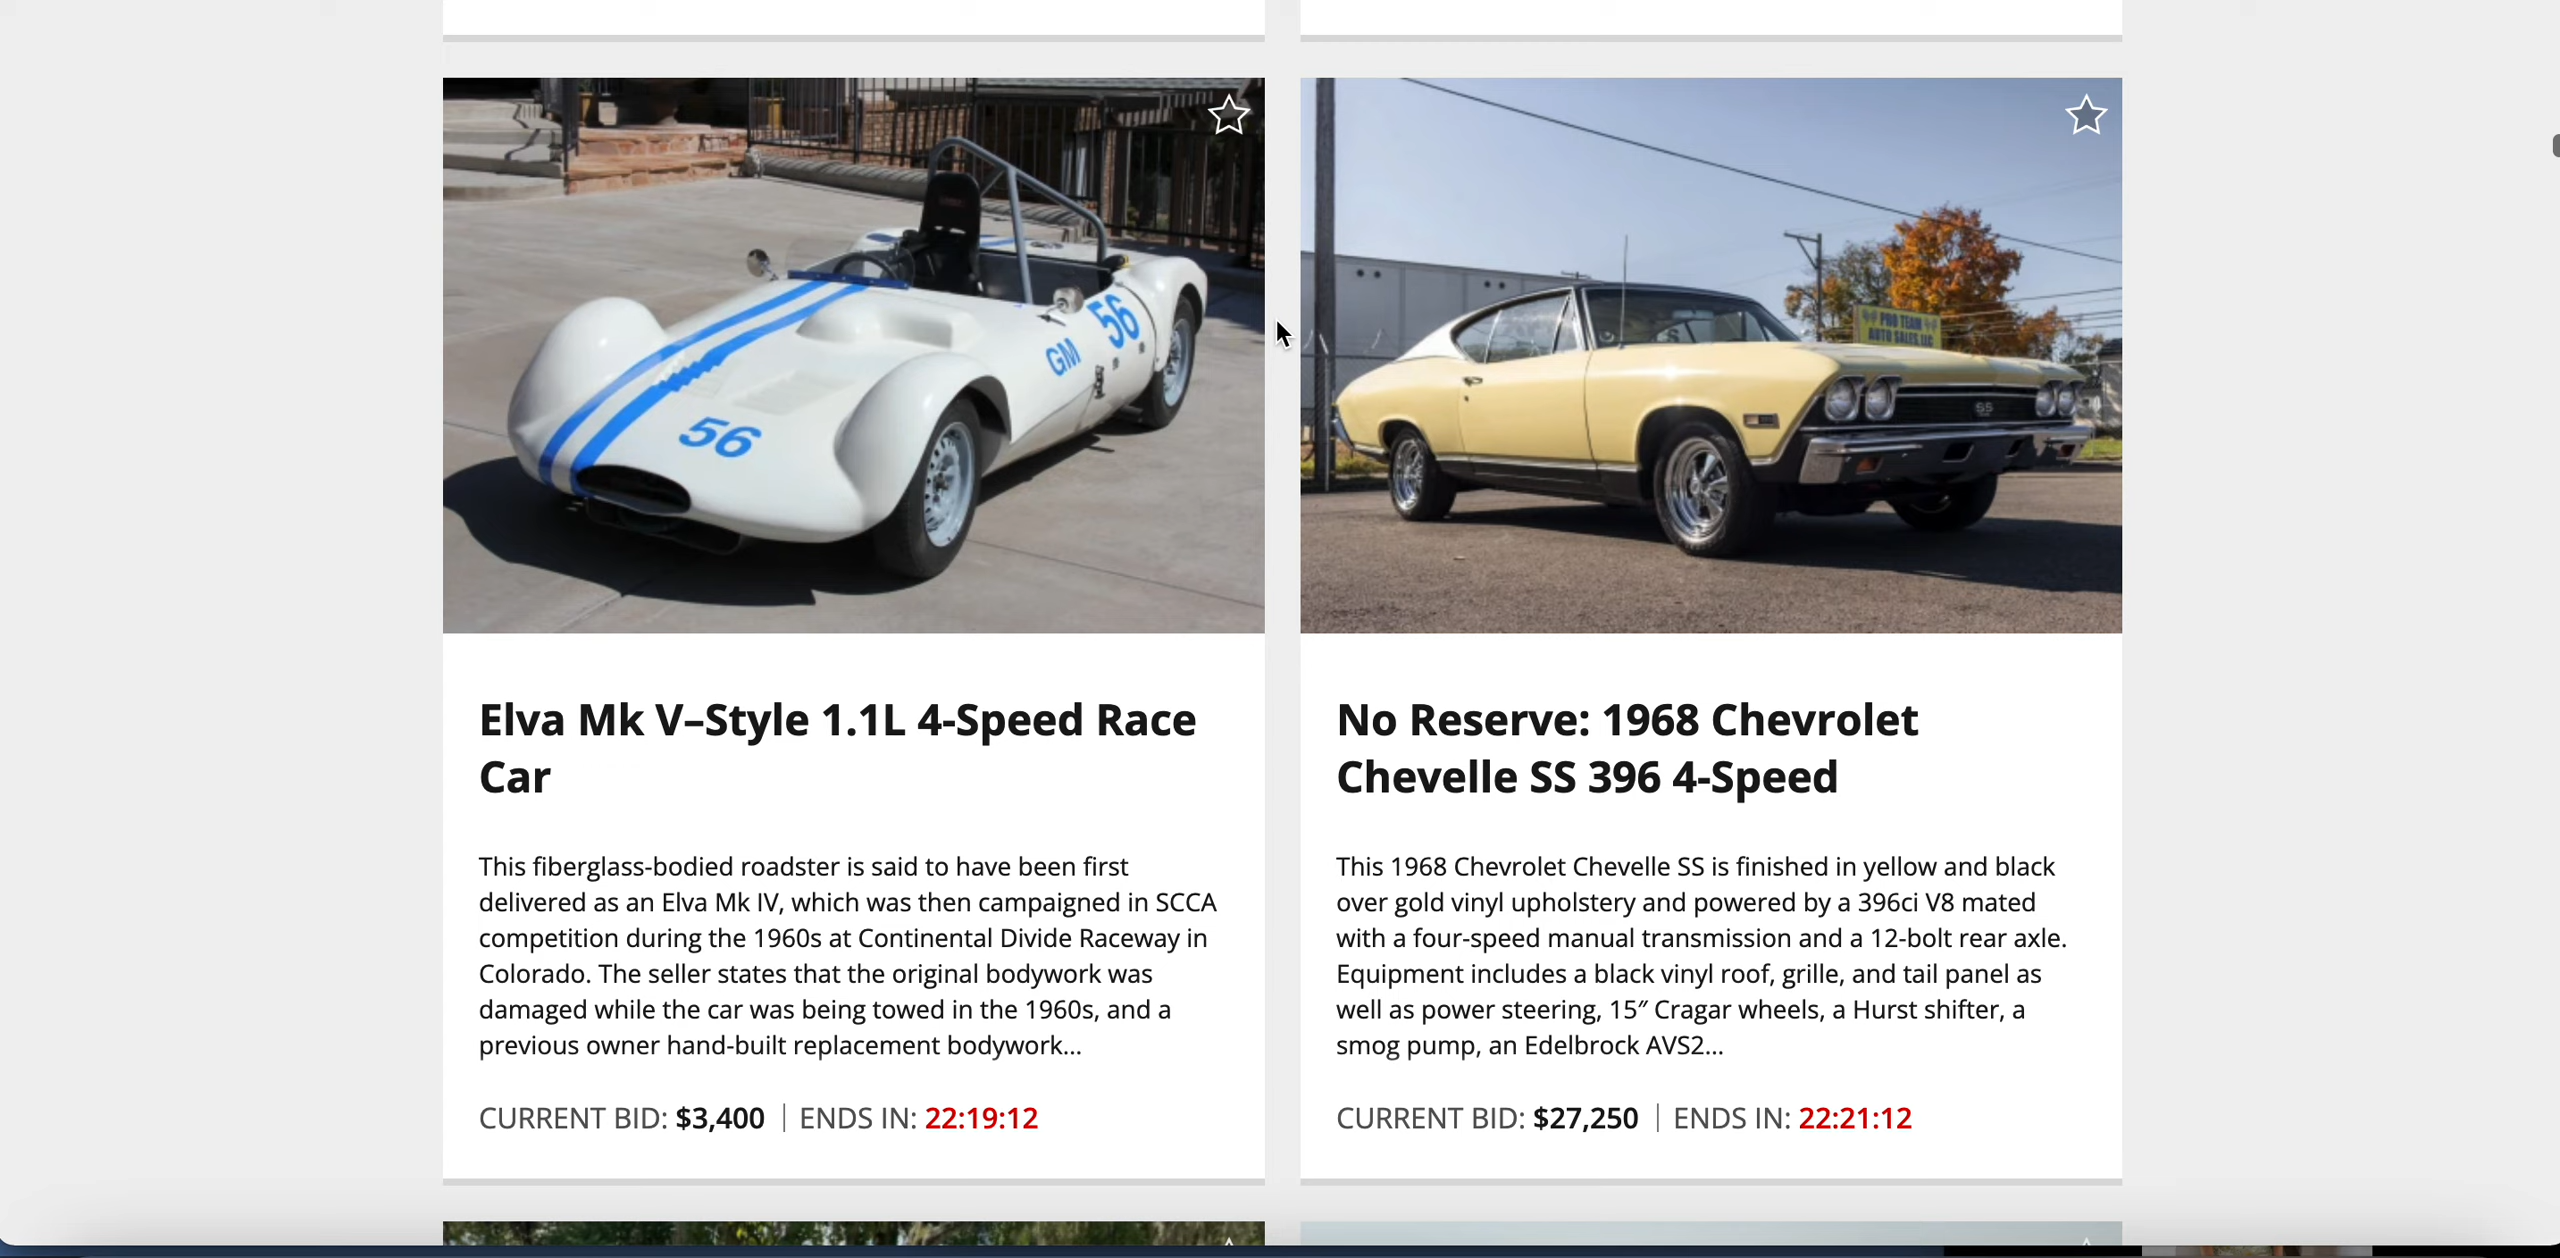 GM
56
56
PRO TEAM
AUTO SALES, LLC
SS
Elva Mk V–Style 1.1L 4-Speed Race
Car
This fiberglass-bodied roadster is said to have been first
delivered as an Elva Mk IV, which was then campaigned in SCCA
competition during the 1960s at Continental Divide Raceway in
Colorado. The seller states that the original bodywork was
damaged while the car was being towed in the 1960s, and a
previous owner hand-built replacement bodywork...
CURRENT BID: $3,400 | ENDS IN: 22:19:12
No Reserve: 1968 Chevrolet
Chevelle SS 396 4-Speed
This 1968 Chevrolet Chevelle SS is finished in yellow and black
over gold vinyl upholstery and powered by a 396ci V8 mated
with a four-speed manual transmission and a 12-bolt rear axle.
Equipment includes a black vinyl roof, grille, and tail panel as
well as power steering, 15″ Cragar wheels, a Hurst shifter, a
smog pump, an Edelbrock AVS2...
CURRENT BID: $27,250 | ENDS IN: 22:21:12